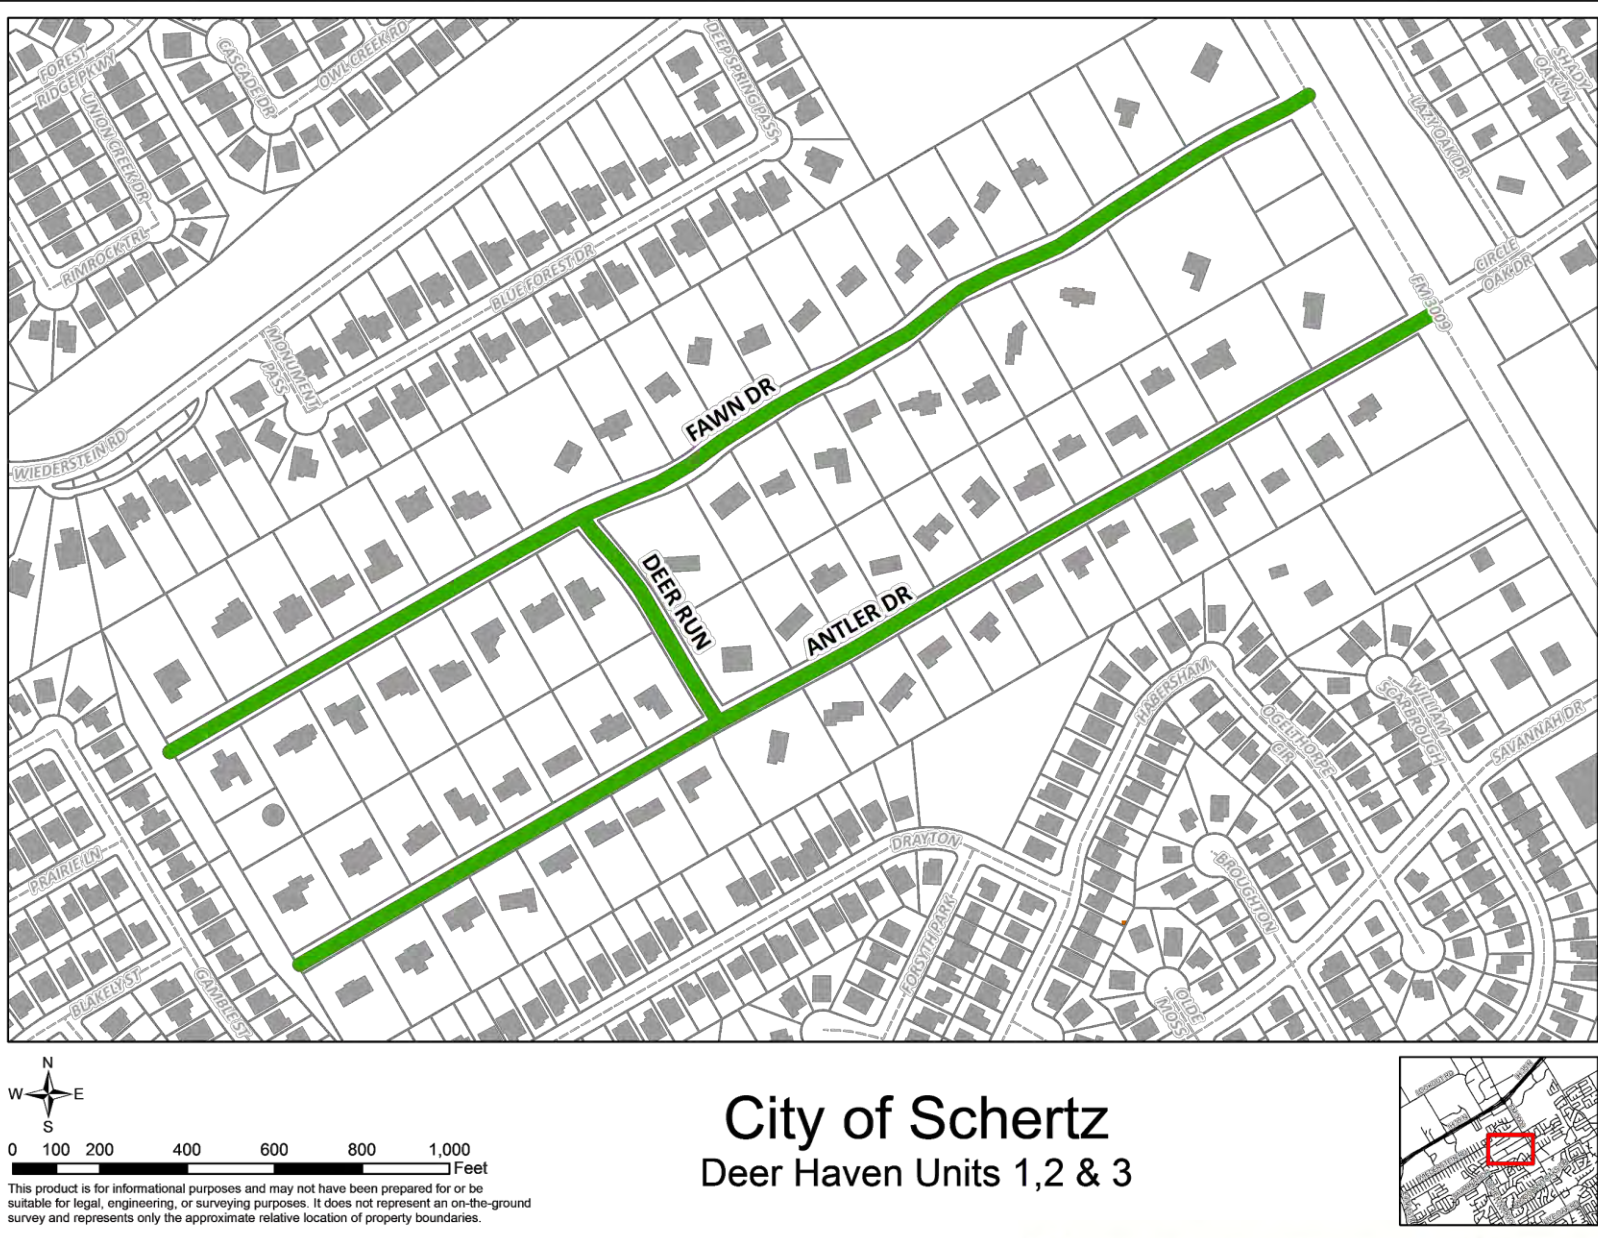 FOREST
RIDGE PKWY
UNION CREEK DR
CASCADE DR
OWL CREEK RD
DEEPSPRING PASS
SHADY
OAK LN
LAZY OAK DR
RIMROCK TRL
BLUE FOREST DR
CIRCLE
OAK DR
FM 3009
MONUMENT
PASS
WIEDERSTEIN RD
FAWN DR
DEER RUN
ANTLER DR
HABERSHAM
OGELTHORPE
CIR
WILLIAM
SCARBROUGH
SAVANNAH DR
DRAYTON
BROUGHTON
FORSYTH PARK
OLDE
MOSS
PRAIRIE LN
BLAKELY ST
GAMBLE ST
N
W E
S
0 100 200 400 600 800 1,000
Feet
This product is for informational purposes and may not have been prepared for or be
suitable for legal, engineering, or surveying purposes. It does not represent an on-the-ground
survey and represents only the approximate relative location of property boundaries.
City of Schertz
Deer Haven Units 1,2 & 3